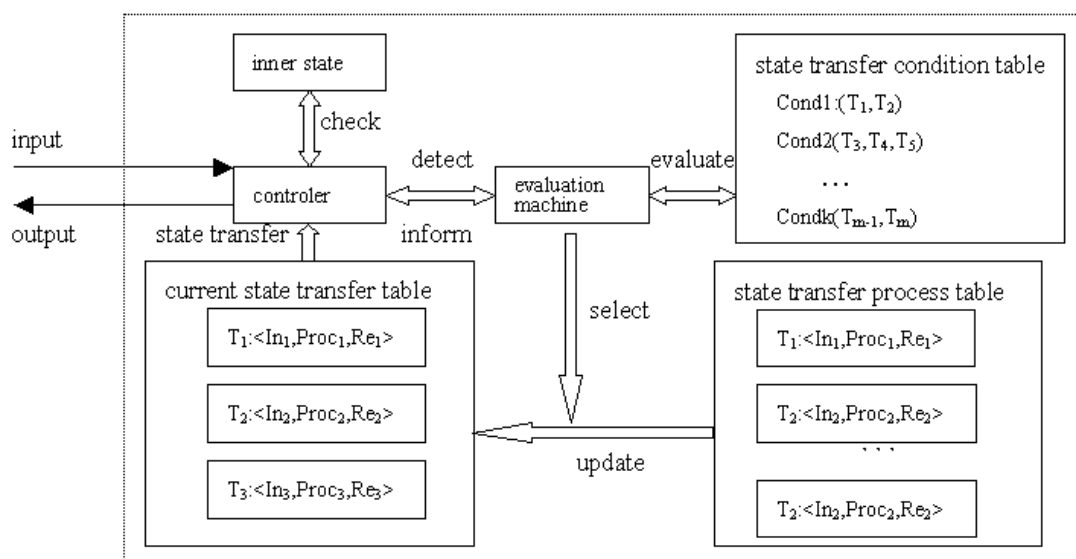 inner state
state transfer condition table
Cond1:(T₁,T₂)
Cond2(T₃,T₄,T₅)
...
Condk(Tₘ₋₁,Tₘ)
check
input
detect
evaluate
controler
evaluation
machine
output
state transfer
inform
current state transfer table
T₁:<In₁,Proc₁,Re₁>
T₂:<In₂,Proc₂,Re₂>
T₃:<In₃,Proc₃,Re₃>
select
update
state transfer process table
T₁:<In₁,Proc₁,Re₁>
T₂:<In₂,Proc₂,Re₂>
...
T₂:<In₂,Proc₂,Re₂>